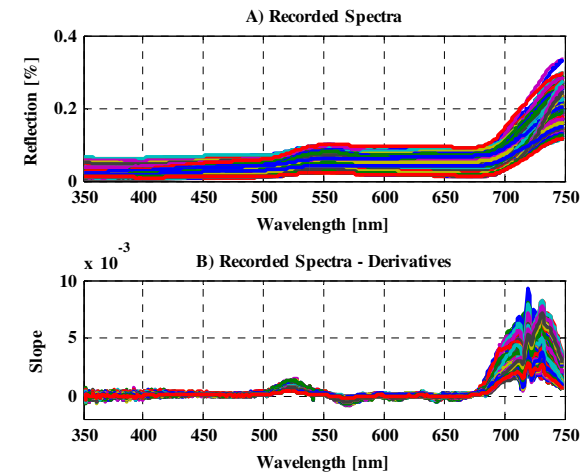 A) Recorded Spectra
0.4
0.2
0
Reflection [%]
350 400 450 500 550 600 650 700 750
Wavelength [nm]
x 10^-3
B) Recorded Spectra - Derivatives
10
5
0
Slope
350 400 450 500 550 600 650 700 750
Wavelength [nm]